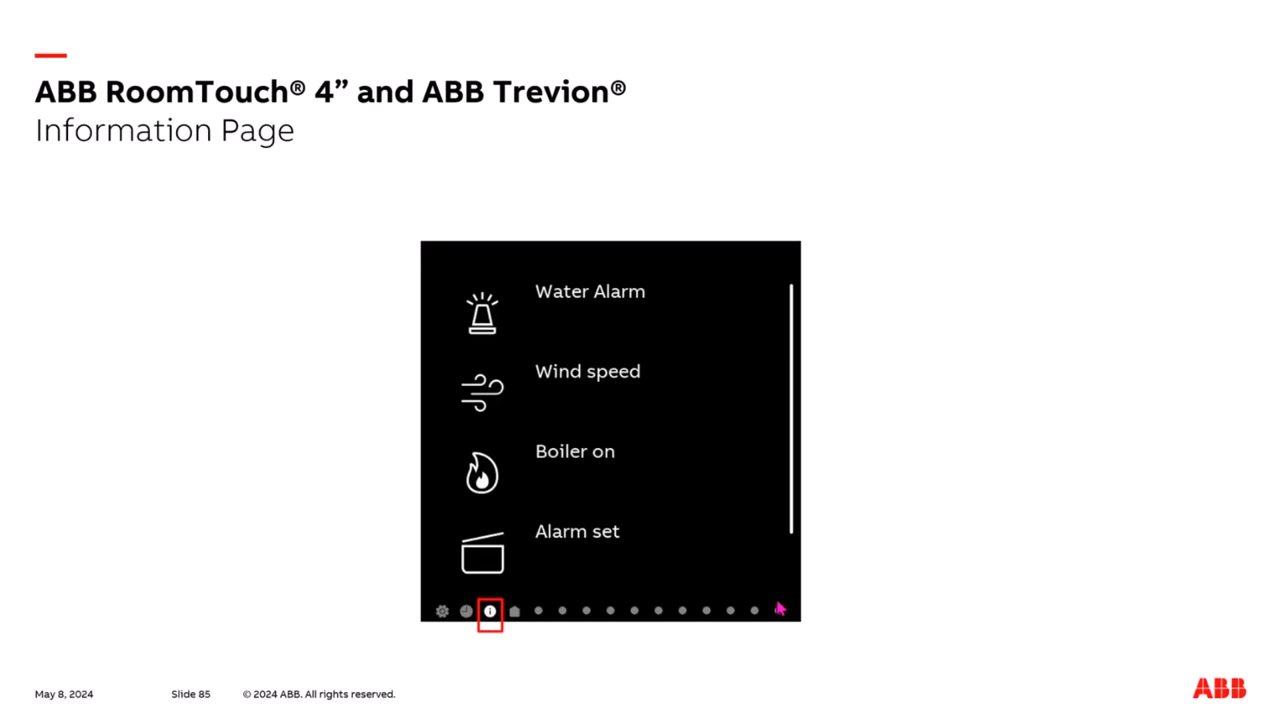 ABB RoomTouch® 4” and ABB Trevion®
Information Page
Water Alarm
Wind speed
Boiler on
Alarm set
May 8, 2024 Slide 85 © 2024 ABB. All rights reserved.
ABB